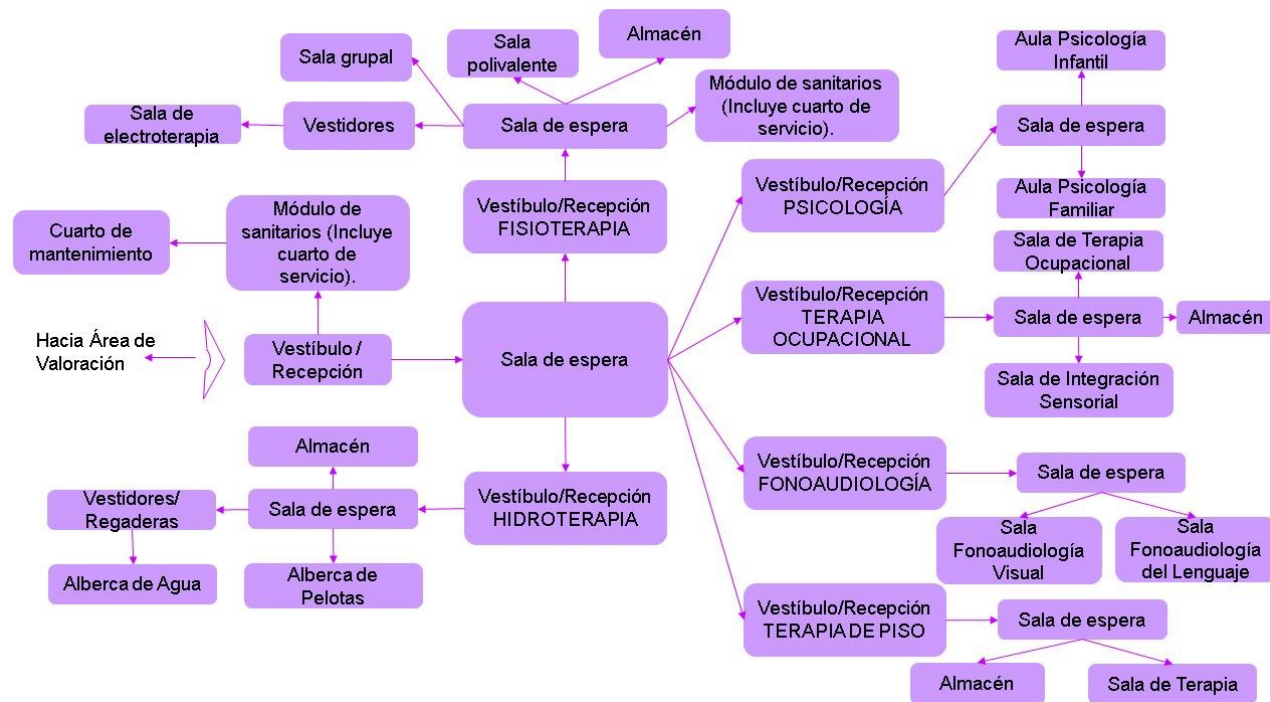 Almacén
Sala
polivalente
Sala grupal
Módulo de sanitarios
(Incluye cuarto de
servicio).
Sala de
electroterapia
Vestidores
Sala de espera
Vestíbulo/Recepción
FISIOTERAPIA
Aula Psicología
Infantil
Sala de espera
Aula Psicología
Familiar
Vestíbulo/Recepción
PSICOLOGÍA
Cuarto de
mantenimiento
Módulo de
sanitarios (Incluye
cuarto de
servicio).
Sala de Terapia
Ocupacional
Vestíbulo/Recepción
TERAPIA
OCUPACIONAL
Sala de espera
Almacén
Sala de Integración
Sensorial
Hacia Área de
Valoración
Vestíbulo /
Recepción
Sala de espera
Almacén
Vestidores/
Regaderas
Sala de espera
Vestíbulo/Recepción
HIDROTERAPIA
Alberca de Agua
Alberca de
Pelotas
Vestíbulo/Recepción
FONOAUDIOLOGÍA
Sala de espera
Sala
Fonoaudiología
Visual
Sala
Fonoaudiología
del Lenguaje
Vestíbulo/Recepción
TERAPIA DE PISO
Sala de espera
Almacén
Sala de Terapia